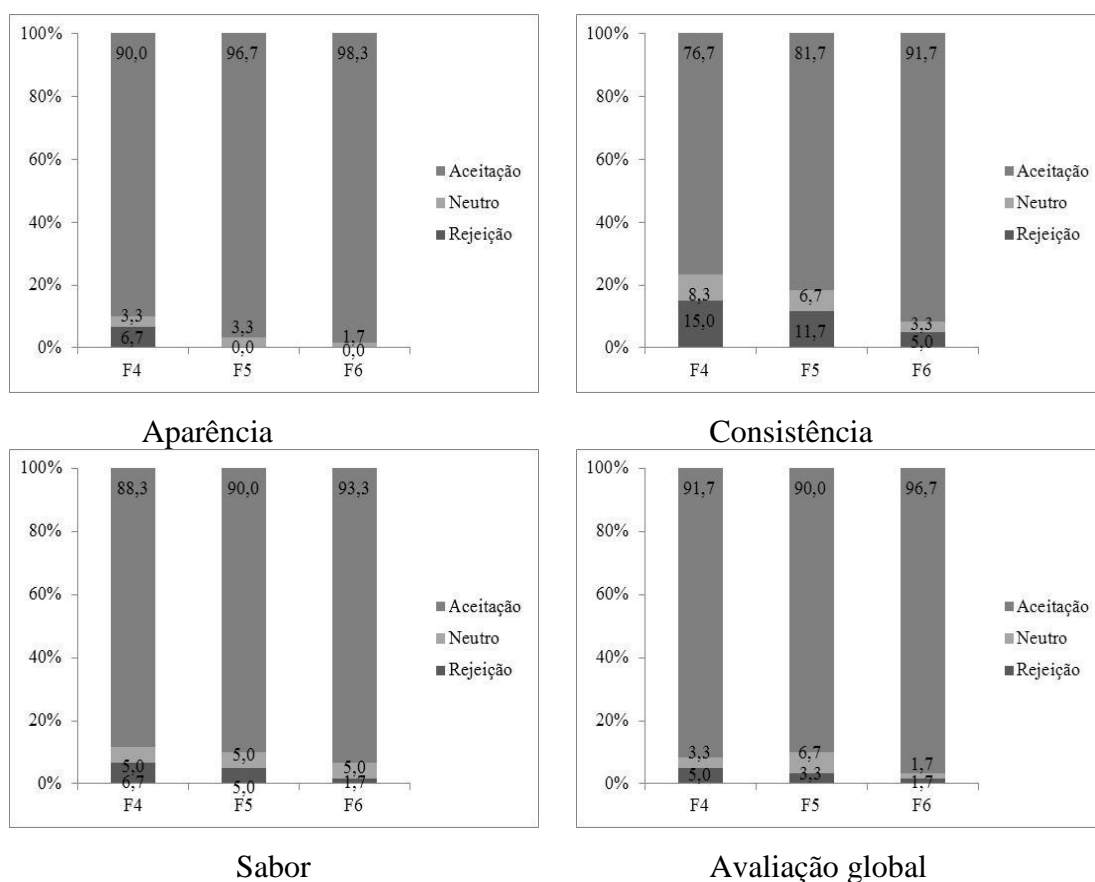 100%
80%
60%
40%
20%
0%
90,0
96,7
98,3
3,3
3,3
1,7
6,7
0,0
0,0
F4
F5
F6
Aceitação
Neutro
Rejeição
Aparência
100%
80%
60%
40%
20%
0%
76,7
81,7
91,7
8,3
6,7
3,3
15,0
11,7
5,0
F4
F5
F6
Aceitação
Neutro
Rejeição
Consistência
100%
80%
60%
40%
20%
0%
88,3
90,0
93,3
5,0
5,0
5,0
6,7
5,0
1,7
F4
F5
F6
Aceitação
Neutro
Rejeição
Sabor
100%
80%
60%
40%
20%
0%
91,7
90,0
96,7
3,3
6,7
1,7
5,0
3,3
1,7
F4
F5
F6
Aceitação
Neutro
Rejeição
Avaliação global